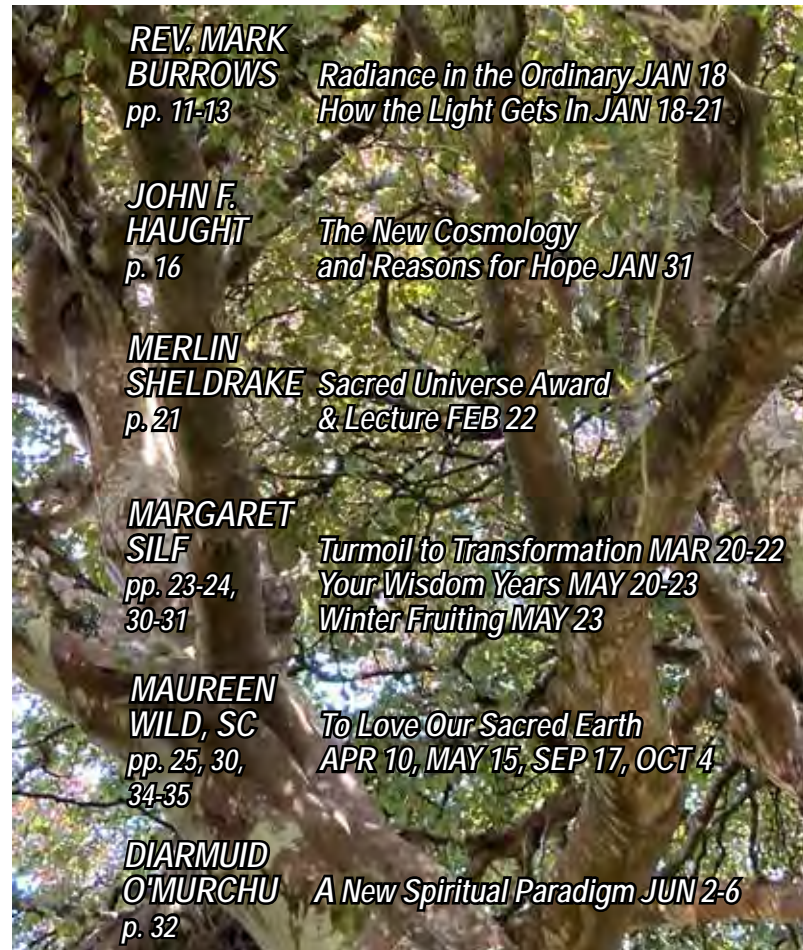 REV. MARK
BURROWS
pp. 11-13
Radiance in the Ordinary JAN 18
How the Light Gets In JAN 18-21
JOHN F.
HAUGHT
p. 16
The New Cosmology
and Reasons for Hope JAN 31
MERLIN
SHELDRAKE
p. 21
Sacred Universe Award
& Lecture FEB 22
MARGARET
SILF
pp. 23-24,
30-31
Turmoil to Transformation MAR 20-22
Your Wisdom Years MAY 20-23
Winter Fruiting MAY 23
MAUREEN
WILD, SC
pp. 25, 30,
34-35
To Love Our Sacred Earth
APR 10, MAY 15, SEP 17, OCT 4
DIARMUID
O'MURCHU
p. 32
A New Spiritual Paradigm JUN 2-6